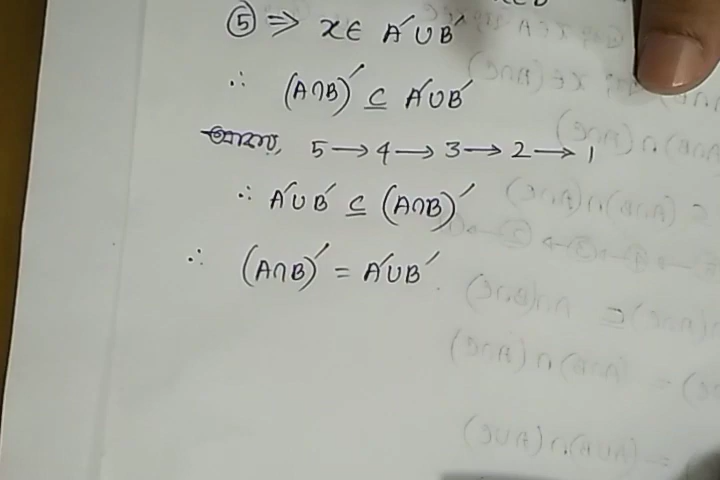 ⑤ ⇒ x ∈ A′∪B′
∴ (A∩B)′ ⊆ A′∪B′
আবার, 5 → 4 → 3 → 2 → 1
∴ A′∪B′ ⊆ (A∩B)′
∴ (A∩B)′ = A′∪B′